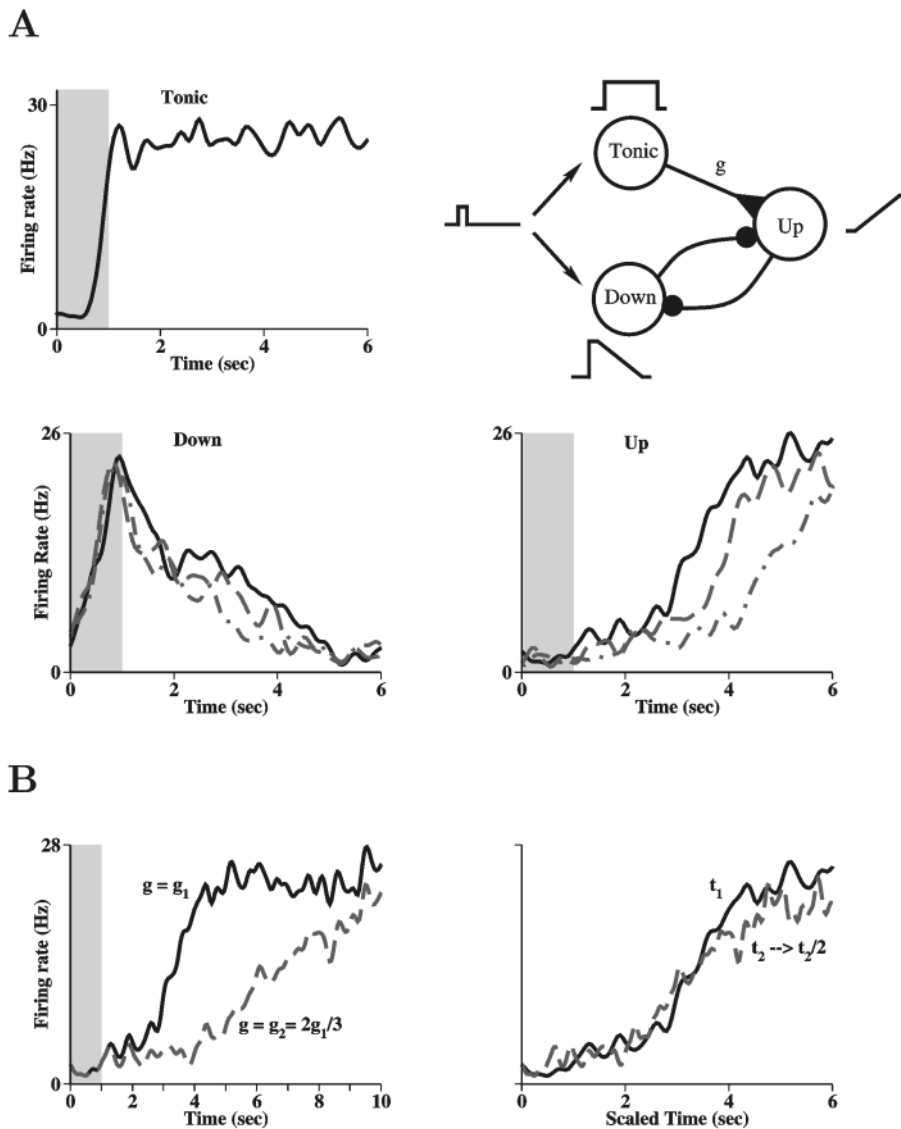 A
Tonic
30
0
Firing rate (Hz)
0 2 4 6
Time (sec)
Tonic
g
Up
Down
Down
26
0
Firing Rate (Hz)
0 2 4 6
Time (sec)
Up
26
0
0 2 4 6
Time (sec)
B
28
0
Firing rate (Hz)
g = g₁
g = g₂= 2g₁/3
0 2 4 6 8 10
Time (sec)
t₁
t₂ --> t₂/2
0 2 4 6
Scaled Time (sec)